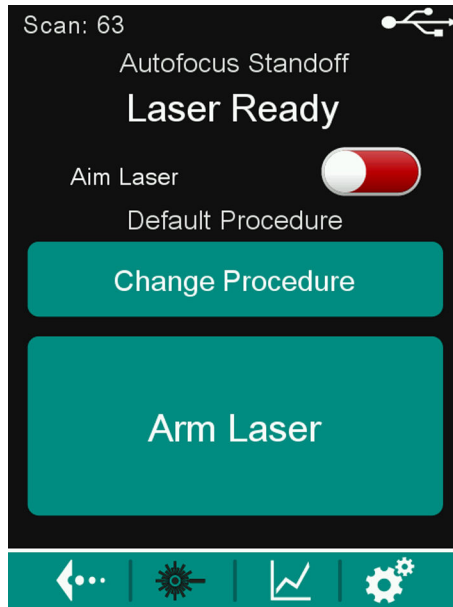 Scan: 63
Autofocus Standoff
Laser Ready
Aim Laser
Default Procedure
Change Procedure
Arm Laser